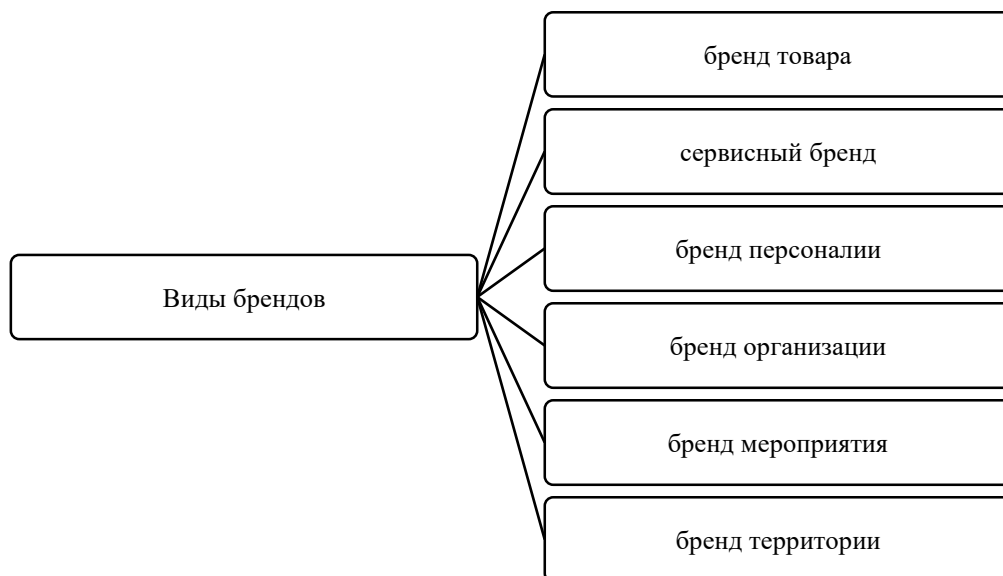 бренд товара
сервисный бренд
бренд персоналии
Виды брендов
бренд организации
бренд мероприятия
бренд территории